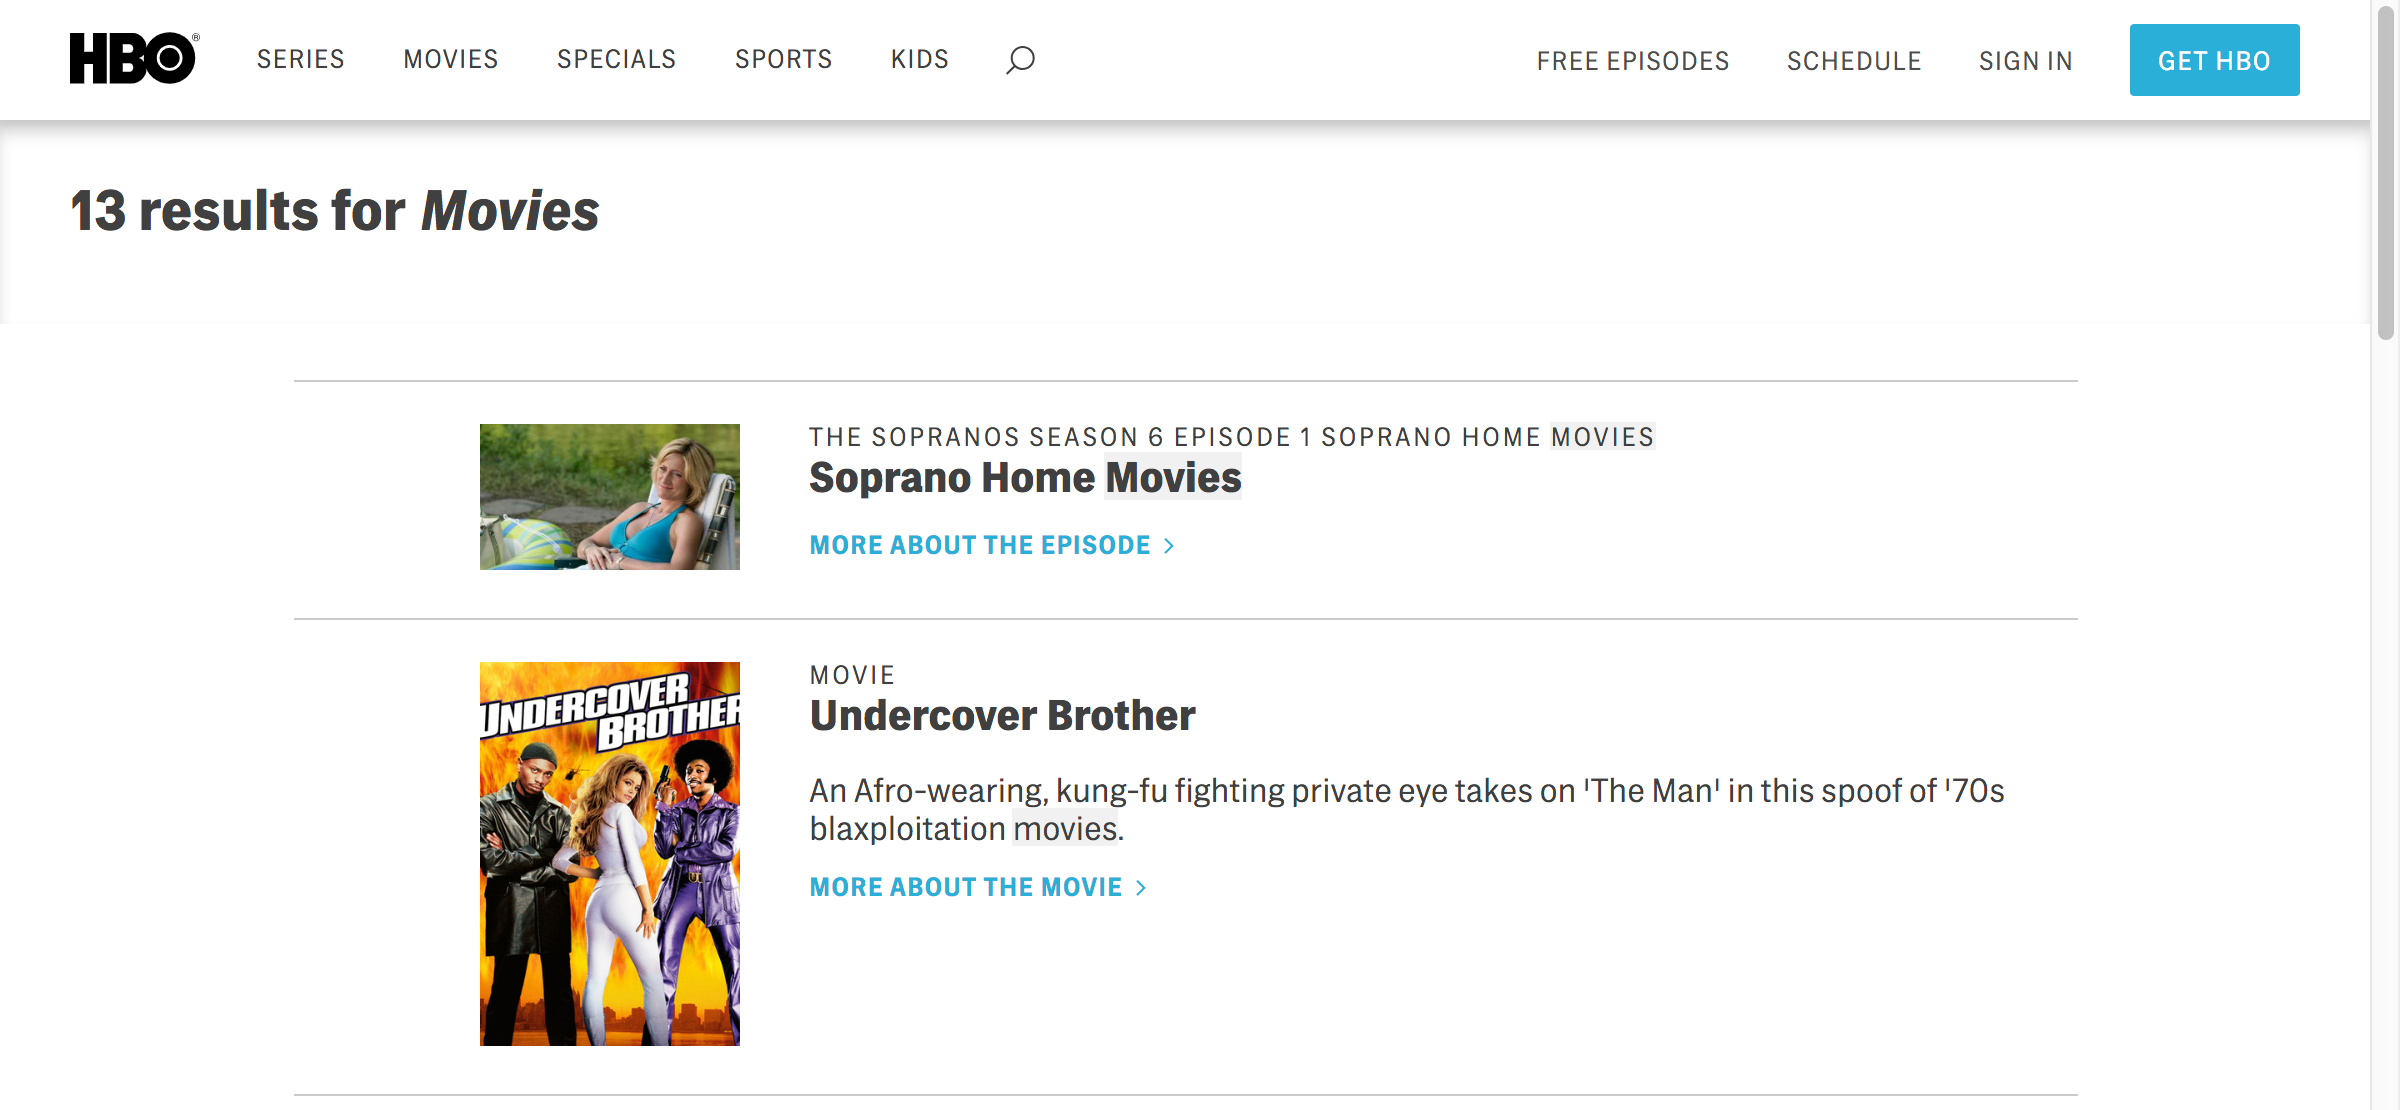 HBO®
SERIES MOVIES SPECIALS SPORTS KIDS
FREE EPISODES SCHEDULE SIGN IN GET HBO
13 results for Movies
THE SOPRANOS SEASON 6 EPISODE 1 SOPRANO HOME MOVIES
Soprano Home Movies
MORE ABOUT THE EPISODE >
UNDERCOVER
BROTHER
MOVIE
Undercover Brother
An Afro-wearing, kung-fu fighting private eye takes on 'The Man' in this spoof of '70s
blaxploitation movies.
MORE ABOUT THE MOVIE >